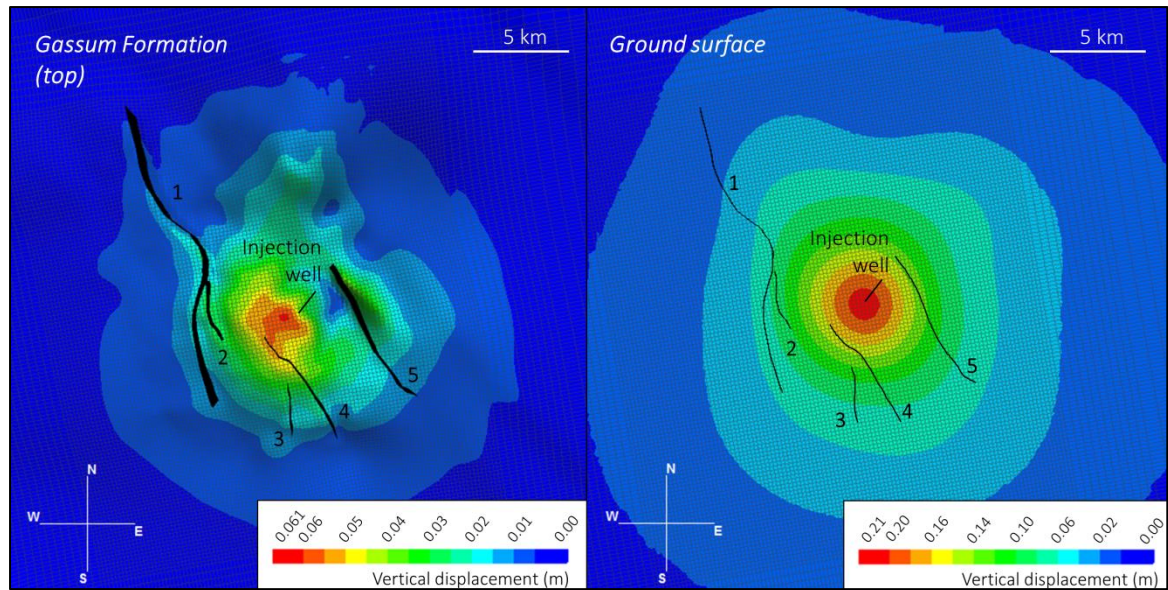 Gassum Formation
(top)
5 km
1
Injection
well
2
5
4
3
N
W
E
S
0.061
0.06
0.05
0.04
0.03
0.02
0.01
0.00
Vertical displacement (m)
Ground surface
5 km
1
Injection
well
2
5
4
3
N
W
E
S
0.21
0.20
0.16
0.14
0.10
0.06
0.02
0.00
Vertical displacement (m)